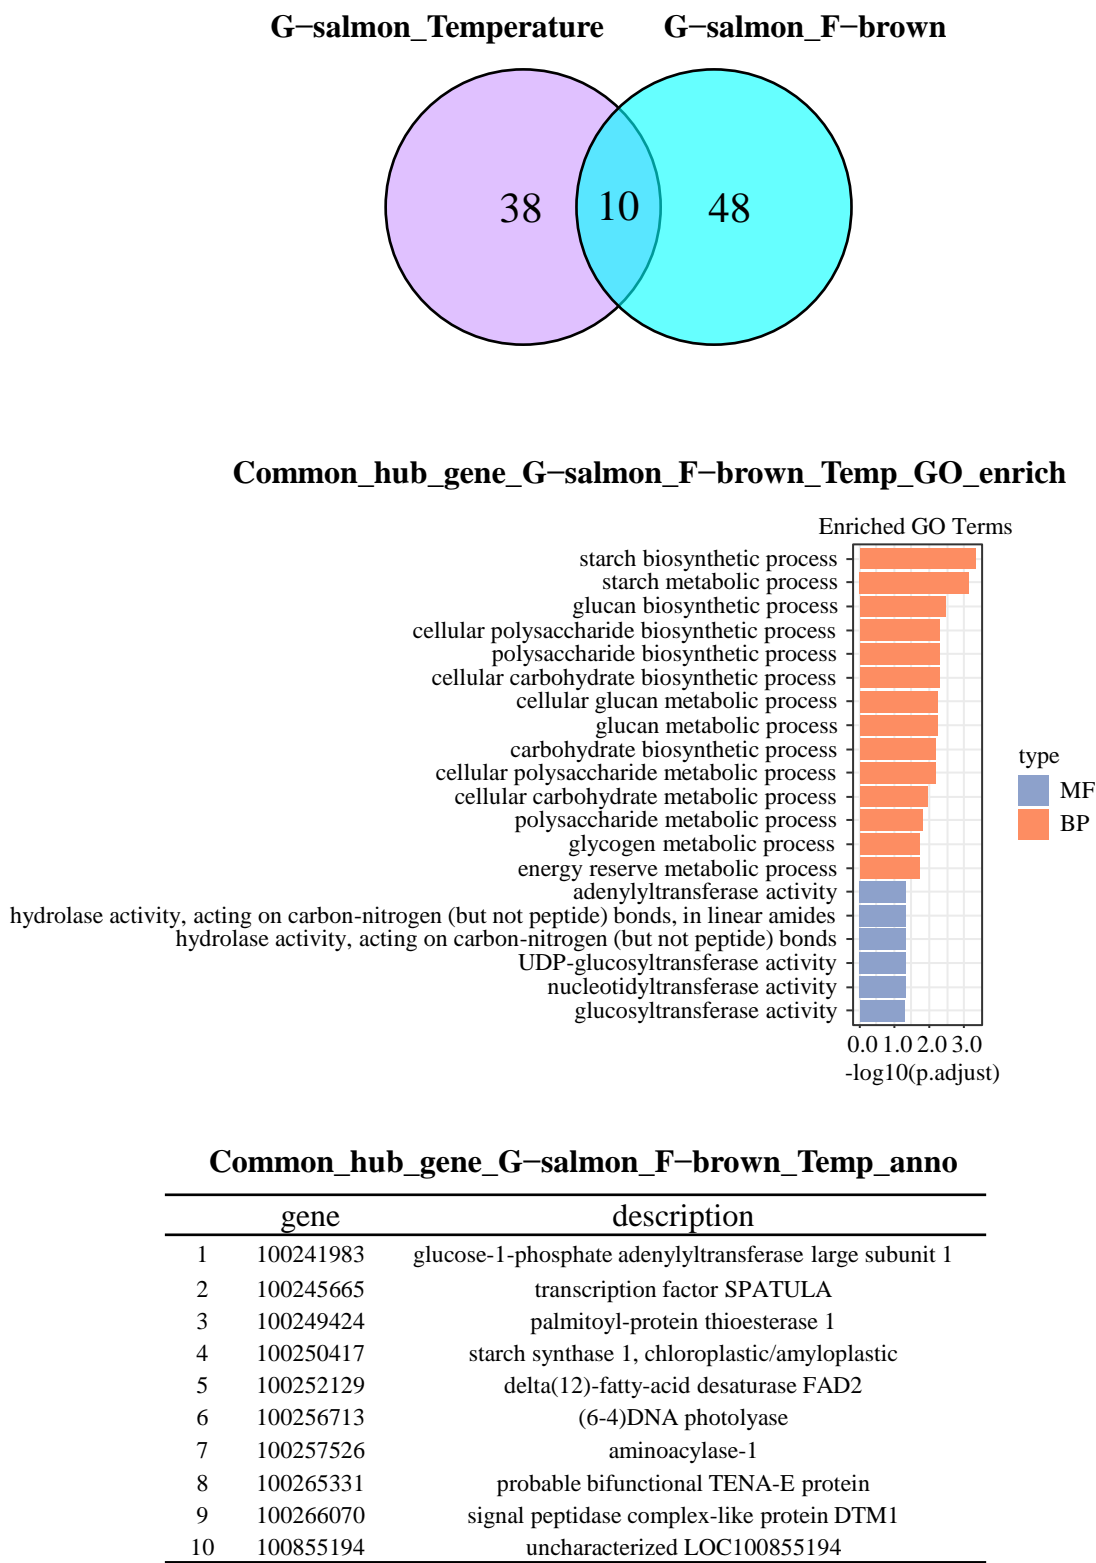 G−salmon_Temperature G−salmon_F−brown
38 10 48
Common_hub_gene_G−salmon_F−brown_Temp_GO_enrich
Enriched GO Terms
starch biosynthetic process
starch metabolic process
glucan biosynthetic process
cellular polysaccharide biosynthetic process
polysaccharide biosynthetic process
cellular carbohydrate biosynthetic process
cellular glucan metabolic process
glucan metabolic process
carbohydrate biosynthetic process
cellular polysaccharide metabolic process
cellular carbohydrate metabolic process
polysaccharide metabolic process
glycogen metabolic process
energy reserve metabolic process
adenylyltransferase activity
hydrolase activity, acting on carbon-nitrogen (but not peptide) bonds, in linear amides
hydrolase activity, acting on carbon-nitrogen (but not peptide) bonds
UDP-glucosyltransferase activity
nucleotidyltransferase activity
glucosyltransferase activity
0.0 1.0 2.0 3.0
-log10(p.adjust)
type
MF
BP
Common_hub_gene_G−salmon_F−brown_Temp_anno
gene description
1 100241983 glucose-1-phosphate adenylyltransferase large subunit 1
2 100245665 transcription factor SPATULA
3 100249424 palmitoyl-protein thioesterase 1
4 100250417 starch synthase 1, chloroplastic/amyloplastic
5 100252129 delta(12)-fatty-acid desaturase FAD2
6 100256713 (6-4)DNA photolyase
7 100257526 aminoacylase-1
8 100265331 probable bifunctional TENA-E protein
9 100266070 signal peptidase complex-like protein DTM1
10 100855194 uncharacterized LOC100855194